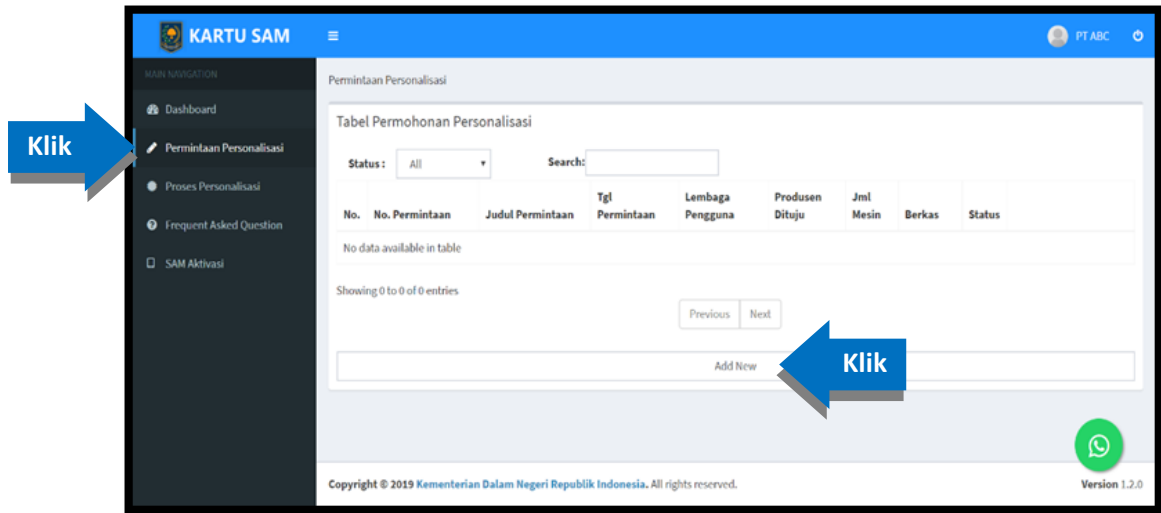 KARTU SAM
PT ABC
MAIN NAVIGATION
Dashboard
Permintaan Personalisasi
Proses Personalisasi
Frequent Asked Question
SAM Aktivasi
Klik
Permintaan Personalisasi
Tabel Permohonan Personalisasi
Status : All Search:
No. No. Permintaan Judul Permintaan Tgl Permintaan Lembaga Pengguna Produsen Dituju Jml Mesin Berkas Status
No data available in table
Showing 0 to 0 of 0 entries
Previous Next
Add New
Klik
Copyright © 2019 Kementerian Dalam Negeri Republik Indonesia. All rights reserved.
Version 1.2.0